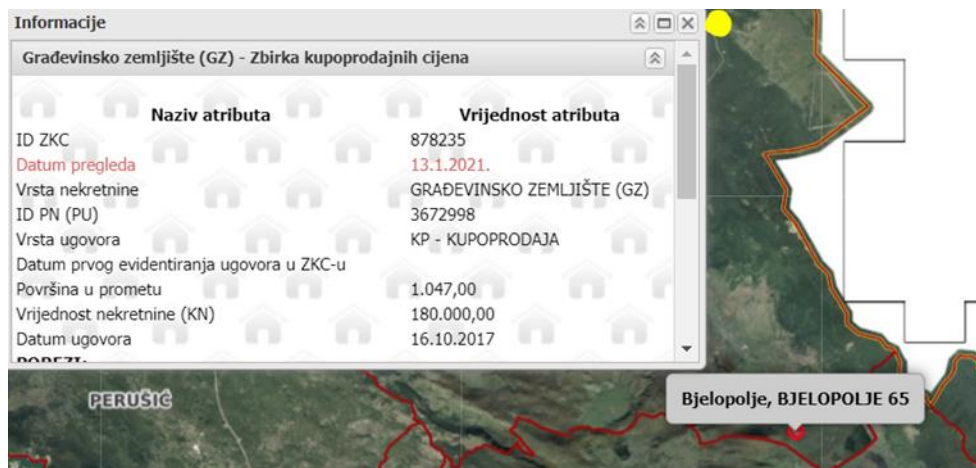 Informacije
Građevinsko zemljište (GZ) - Zbirka kupoprodajnih cijena
Naziv atributa Vrijednost atributa
ID ZKC 878235
Datum pregleda 13.1.2021.
Vrsta nekretnine GRAĐEVINSKO ZEMLJIŠTE (GZ)
ID PN (PU) 3672998
Vrsta ugovora KP - KUPOPRODAJA
Datum prvog evidentiranja ugovora u ZKC-u
Površina u prometu 1.047,00
Vrijednost nekretnine (KN) 180.000,00
Datum ugovora 16.10.2017
POREZI:
PERUŠIĆ
Bjelopolje, BJELOPOLJE 65